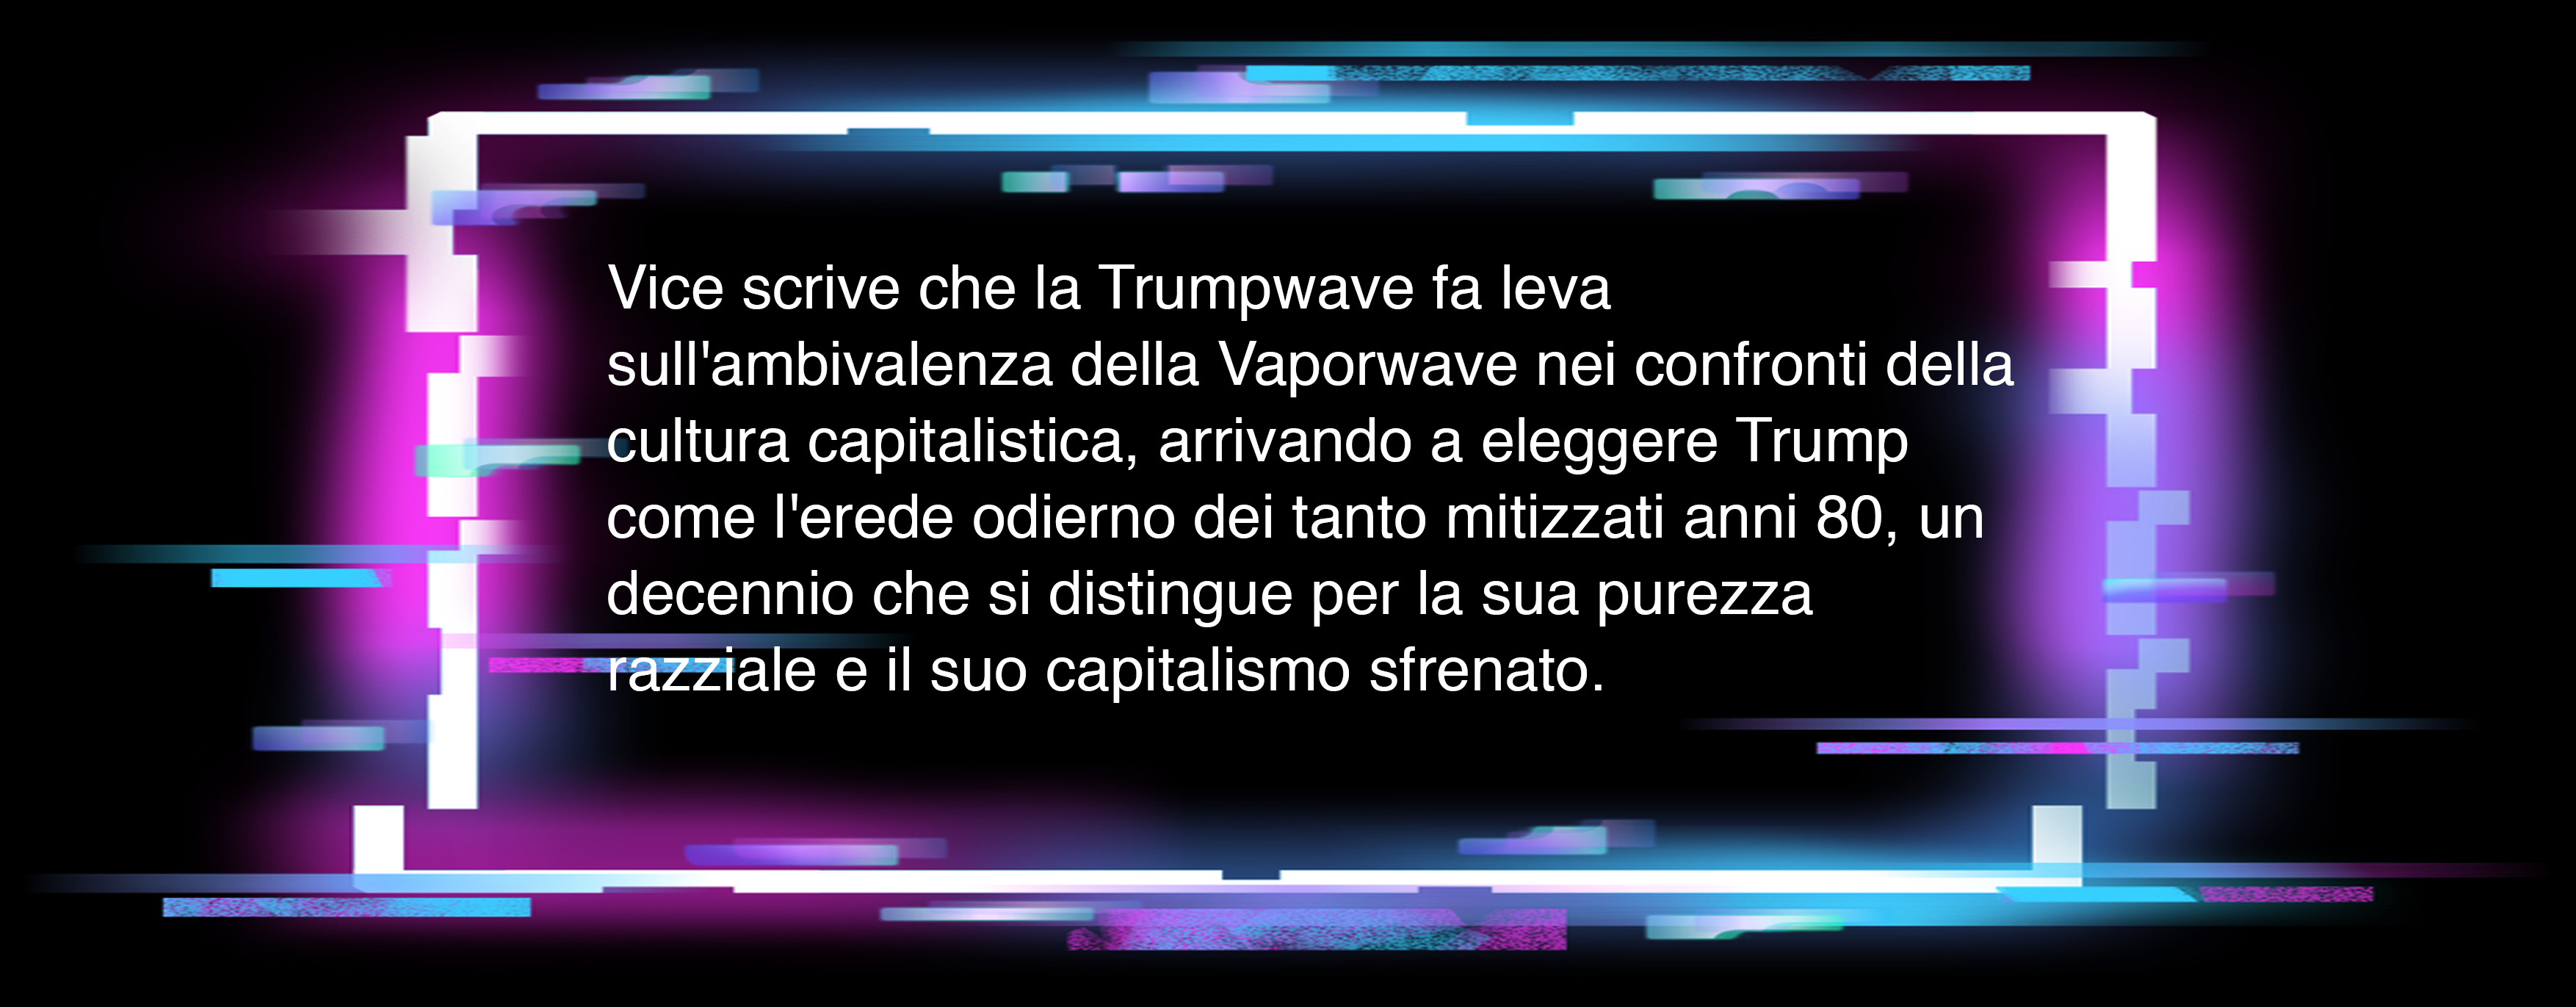 Vice scrive che la Trumpwave fa leva
sull'ambivalenza della Vaporwave nei confronti della
cultura capitalistica, arrivando a eleggere Trump
come l'erede odierno dei tanto mitizzati anni 80, un
decennio che si distingue per la sua purezza
razziale e il suo capitalismo sfrenato.